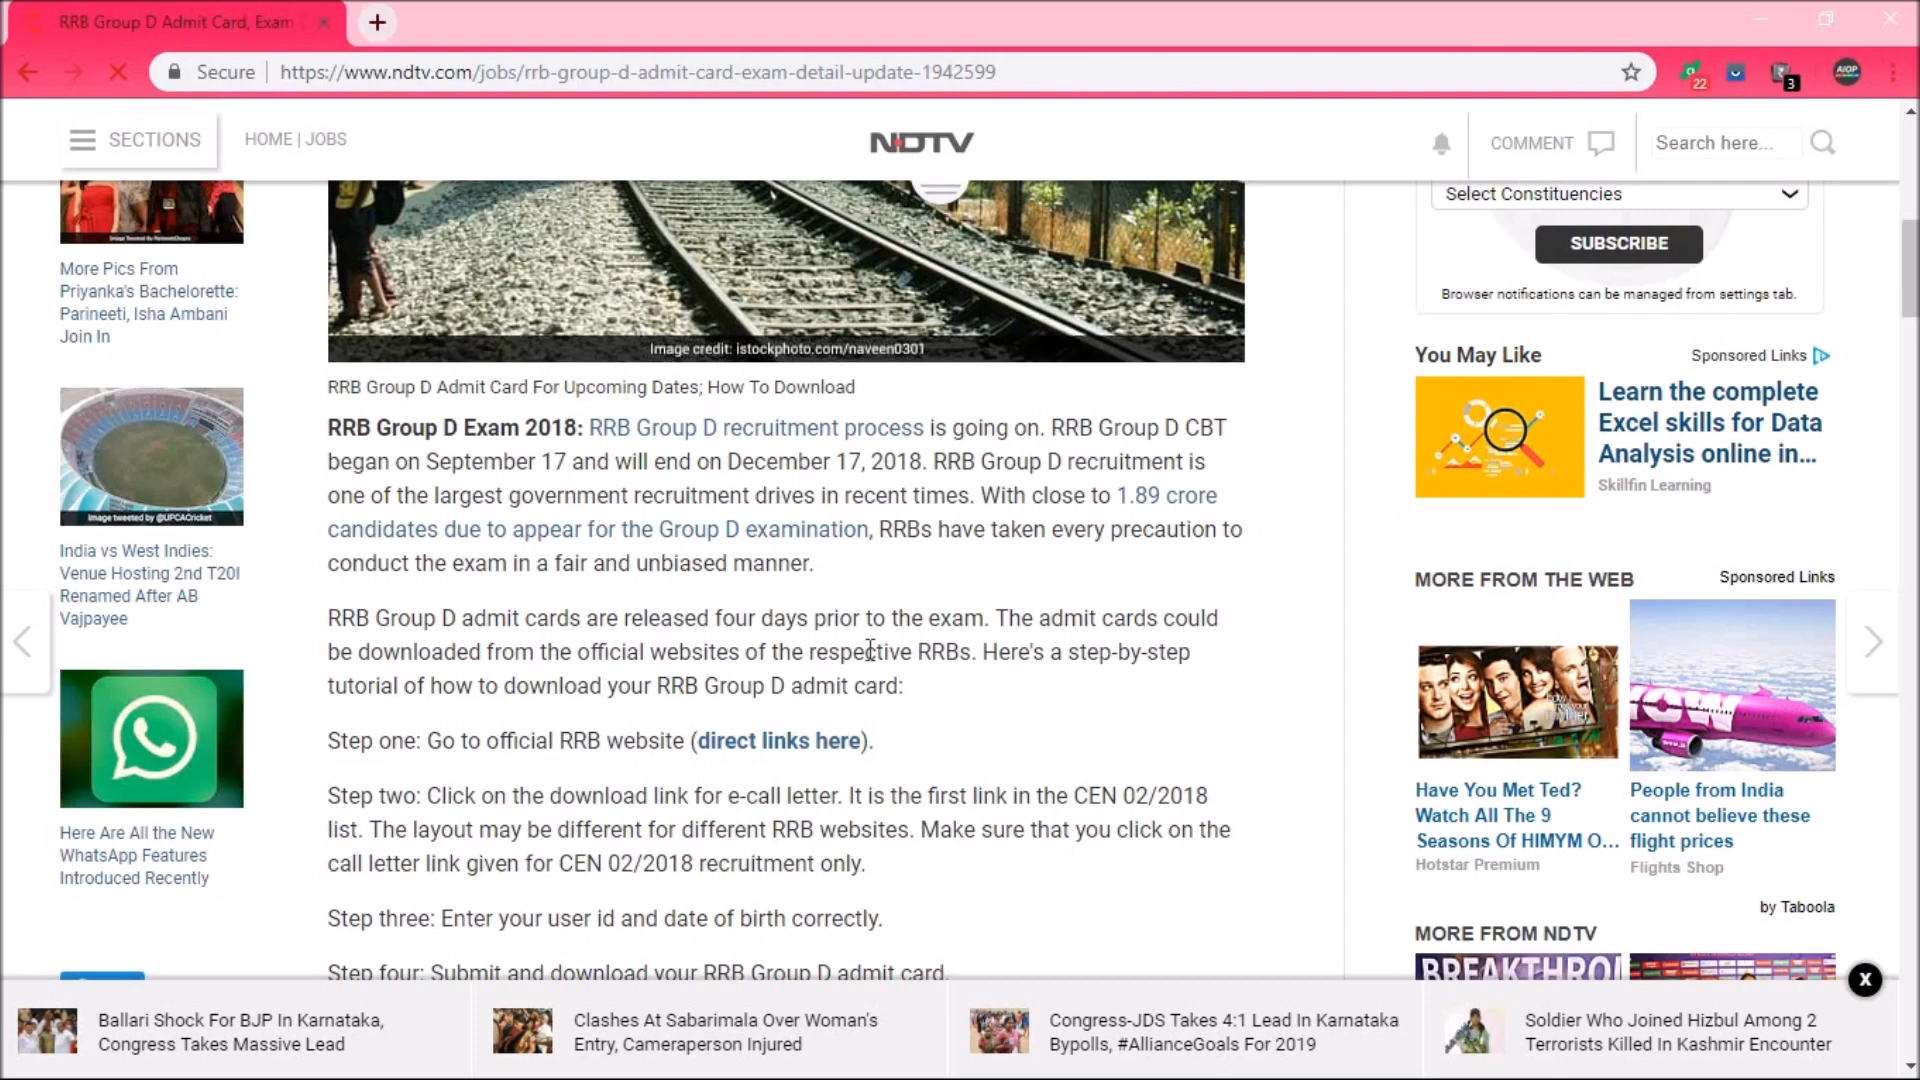 RRB Group D Admit Card, Exam
Secure
https://www.ndtv.com/jobs/rrb-group-d-admit-card-exam-detail-update-1942599
22
3
AIOP
SECTIONS
HOME | JOBS
NDTV
COMMENT
Search here...
More Pics From
Priyanka's Bachelorette:
Parineeti, Isha Ambani
Join In
Image tweeted by @UPCACricket
India vs West Indies:
Venue Hosting 2nd T20I
Renamed After AB
Vajpayee
Here Are All the New
WhatsApp Features
Introduced Recently
Image credit: istockphoto.com/naveen0301
RRB Group D Admit Card For Upcoming Dates; How To Download
RRB Group D Exam 2018: RRB Group D recruitment process is going on. RRB Group D CBT
began on September 17 and will end on December 17, 2018. RRB Group D recruitment is
one of the largest government recruitment drives in recent times. With close to 1.89 crore
candidates due to appear for the Group D examination, RRBs have taken every precaution to
conduct the exam in a fair and unbiased manner.
RRB Group D admit cards are released four days prior to the exam. The admit cards could
be downloaded from the official websites of the respective RRBs. Here's a step-by-step
tutorial of how to download your RRB Group D admit card:
Step one: Go to official RRB website (direct links here).
Step two: Click on the download link for e-call letter. It is the first link in the CEN 02/2018
list. The layout may be different for different RRB websites. Make sure that you click on the
call letter link given for CEN 02/2018 recruitment only.
Step three: Enter your user id and date of birth correctly.
Step four: Submit and download your RRB Group D admit card.
Select Constituencies
SUBSCRIBE
Browser notifications can be managed from settings tab.
You May Like
Sponsored Links
Learn the complete
Excel skills for Data
Analysis online in...
Skillfin Learning
MORE FROM THE WEB
Sponsored Links
Have You Met Ted?
Watch All The 9
Seasons Of HIMYM O...
Hotstar Premium
People from India
cannot believe these
flight prices
Flights Shop
by Taboola
MORE FROM NDTV
BREAKTHRO
X
Ballari Shock For BJP In Karnataka,
Congress Takes Massive Lead
Clashes At Sabarimala Over Woman's
Entry, Cameraperson Injured
Congress-JDS Takes 4:1 Lead In Karnataka
Bypolls, #AllianceGoals For 2019
Soldier Who Joined Hizbul Among 2
Terrorists Killed In Kashmir Encounter